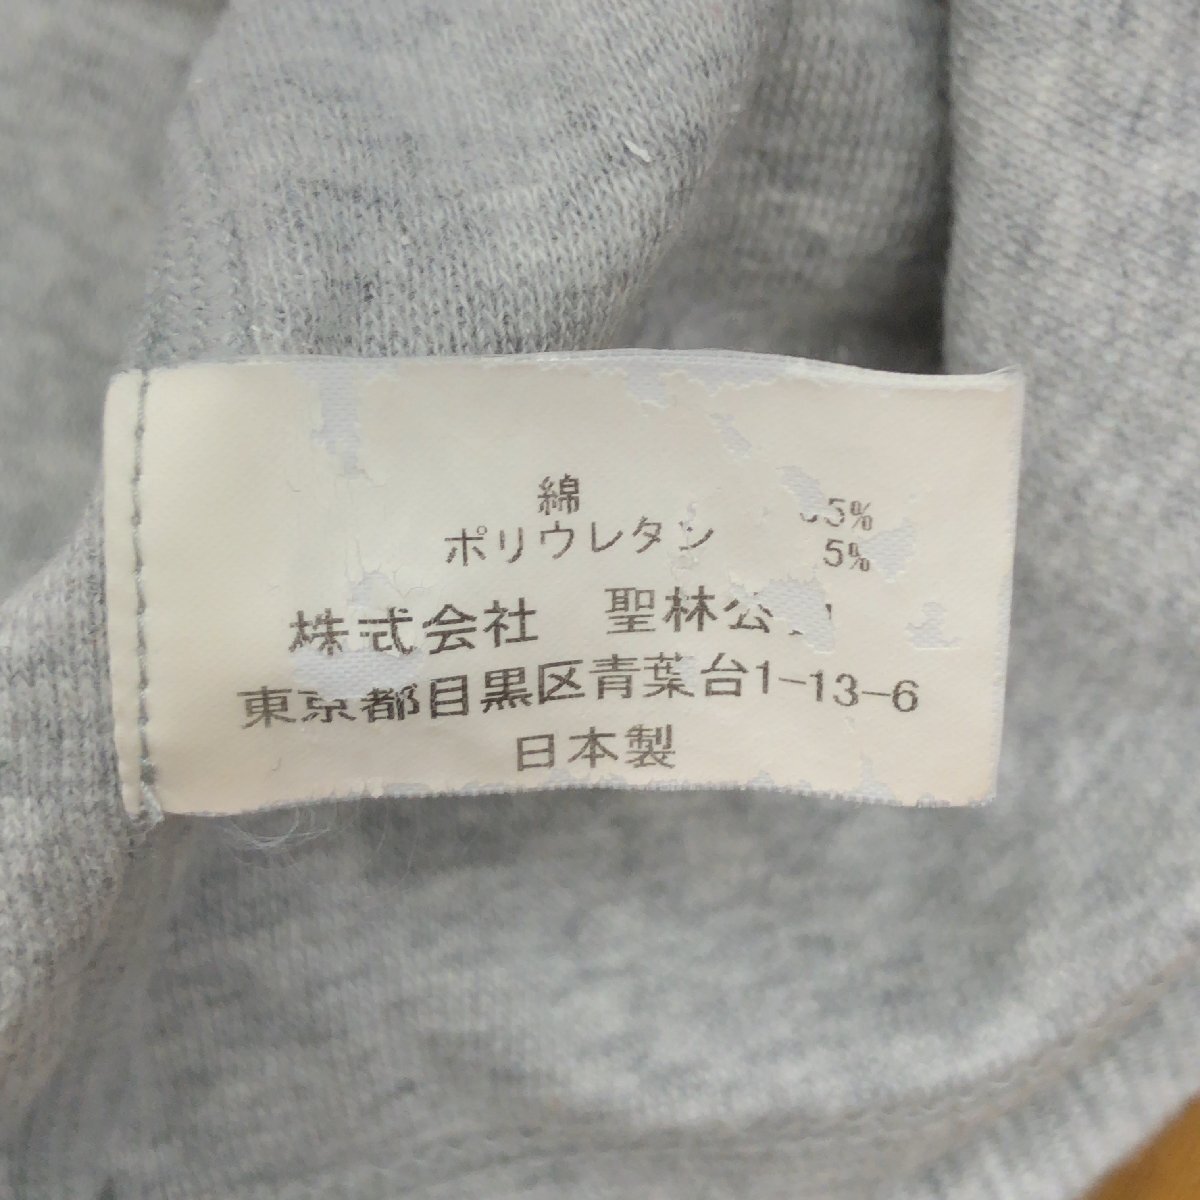 綿
ポリウレタン 5%
株式会社 聖林公
東京都目黒区青葉台1-13-6
日本製